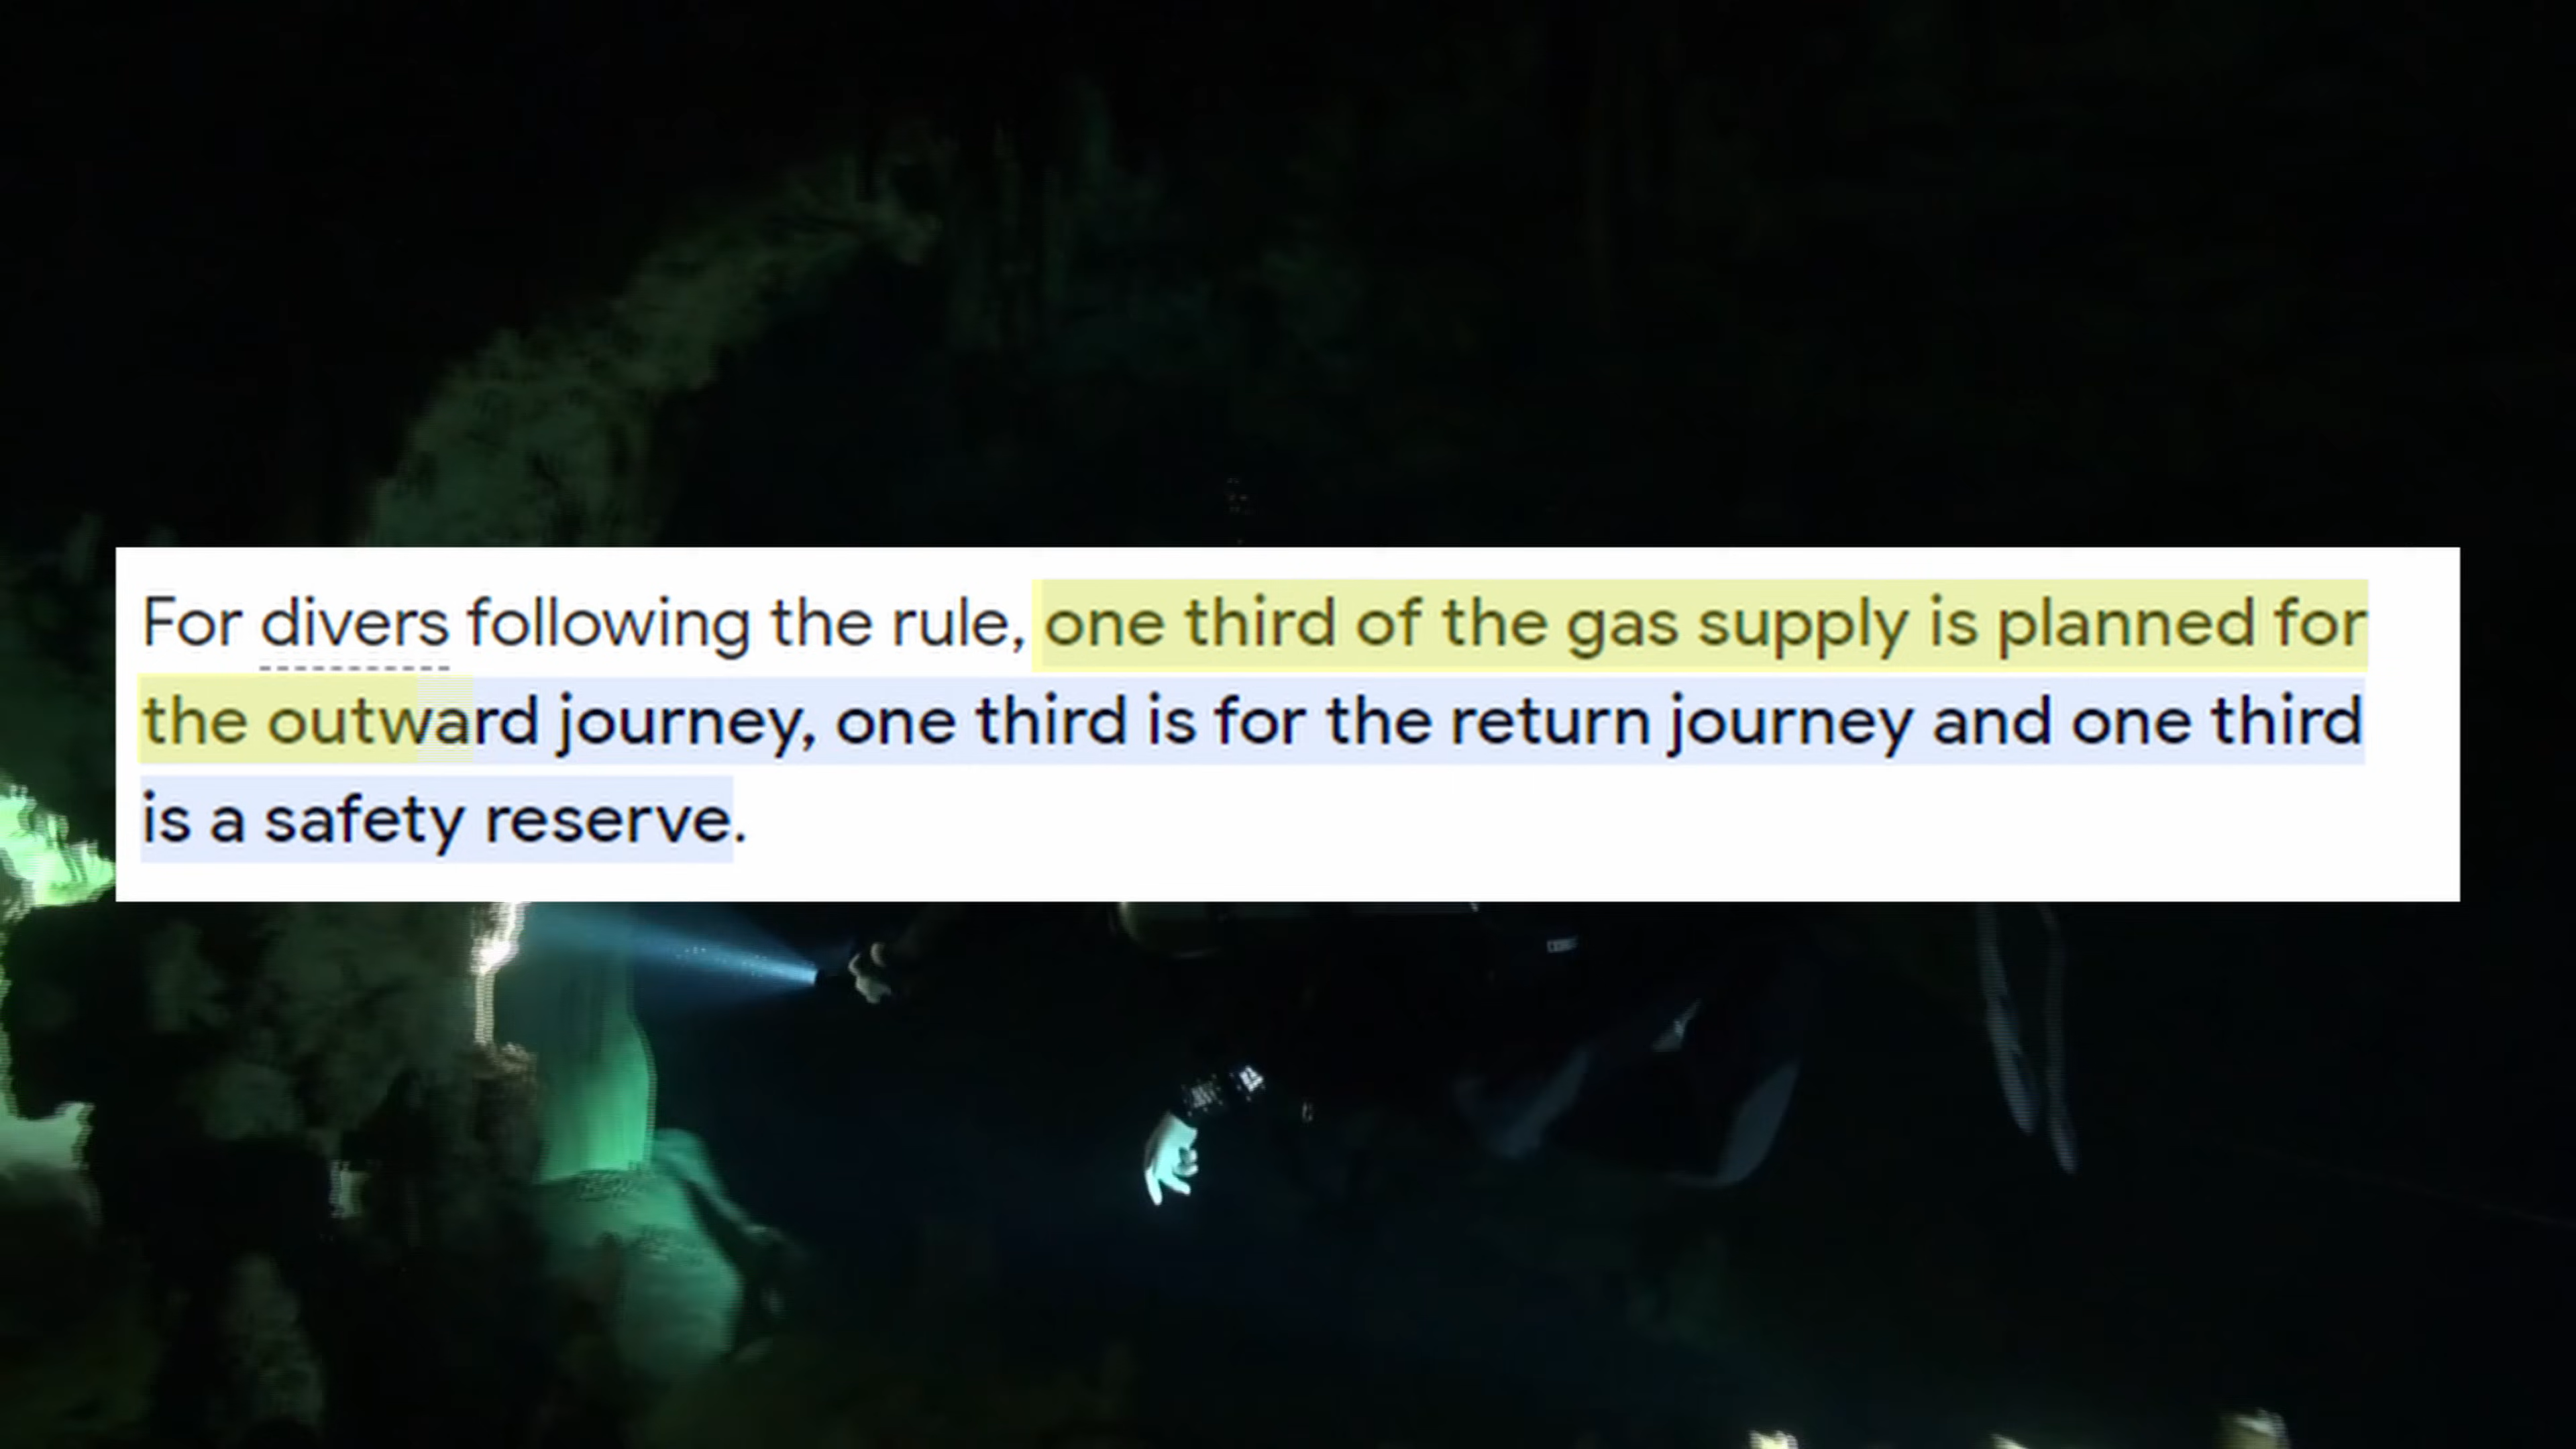 For divers following the rule, one third of the gas supply is planned for
the outward journey, one third is for the return journey and one third
is a safety reserve.